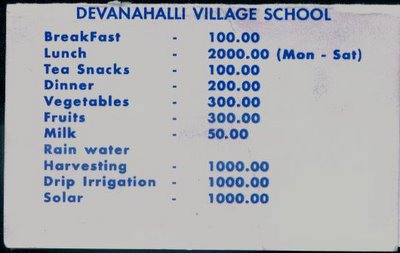 DEVANAHALLI VILLAGE SCHOOL
BreakFast - 100.00
Lunch - 2000.00 (Mon - Sat)
Tea Snacks - 100.00
Dinner - 200.00
Vegetables - 300.00
Fruits - 300.00
Milk - 50.00
Rain water
Harvesting - 1000.00
Drip Irrigation - 1000.00
Solar - 1000.00